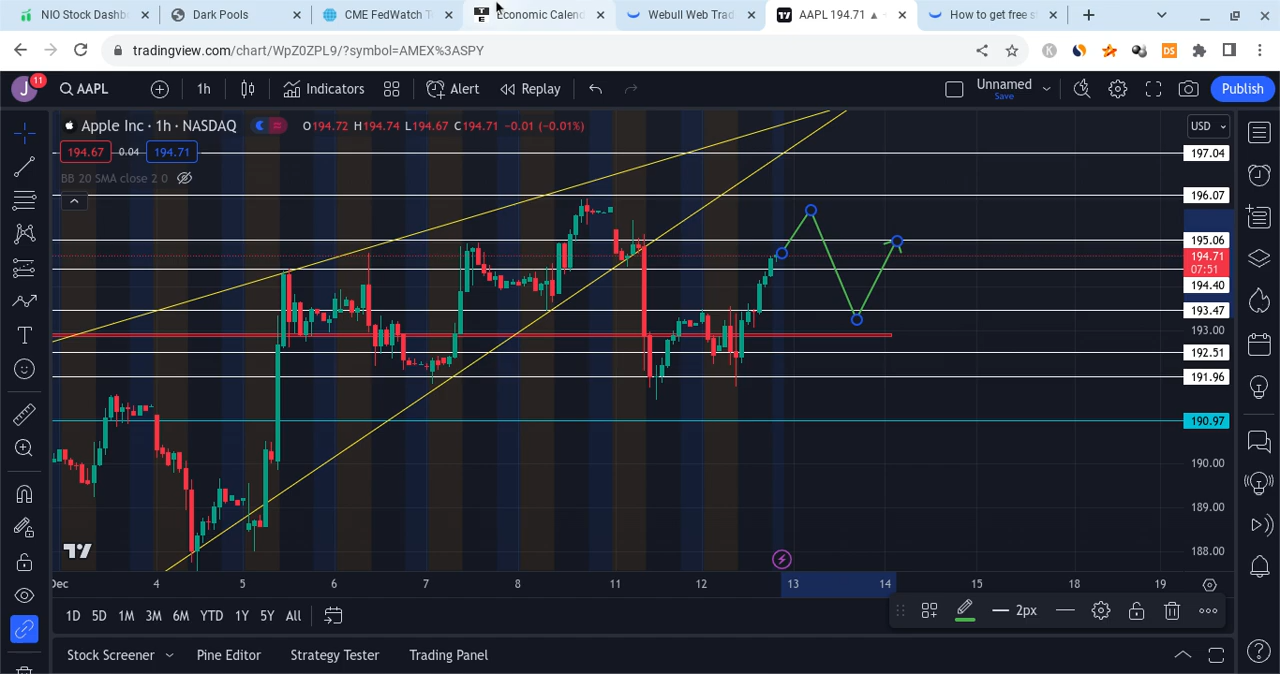 NIO Stock Dashb
Dark Pools
CME FedWatch T
Economic Calend
Webull Web Trad
AAPL 194.71 ▲
How to get free s
tradingview.com/chart/WpZ0ZPL9/?symbol=AMEX%3ASPY
K
DS
J
11
AAPL
1h
Indicators
Alert
Replay
Unnamed
Save
Publish
Apple Inc · 1h · NASDAQ
O194.72 H194.74 L194.67 C194.71 −0.01 (−0.01%)
USD
194.67
0.04
194.71
BB 20 SMA close 2 0
197.04
196.07
195.06
194.71
07:51
194.40
193.47
193.00
192.51
191.96
190.97
190.00
189.00
188.00
Dec
4
5
6
7
8
11
12
13
14
15
18
19
1D
5D
1M
3M
6M
YTD
1Y
5Y
All
2px
Stock Screener
Pine Editor
Strategy Tester
Trading Panel